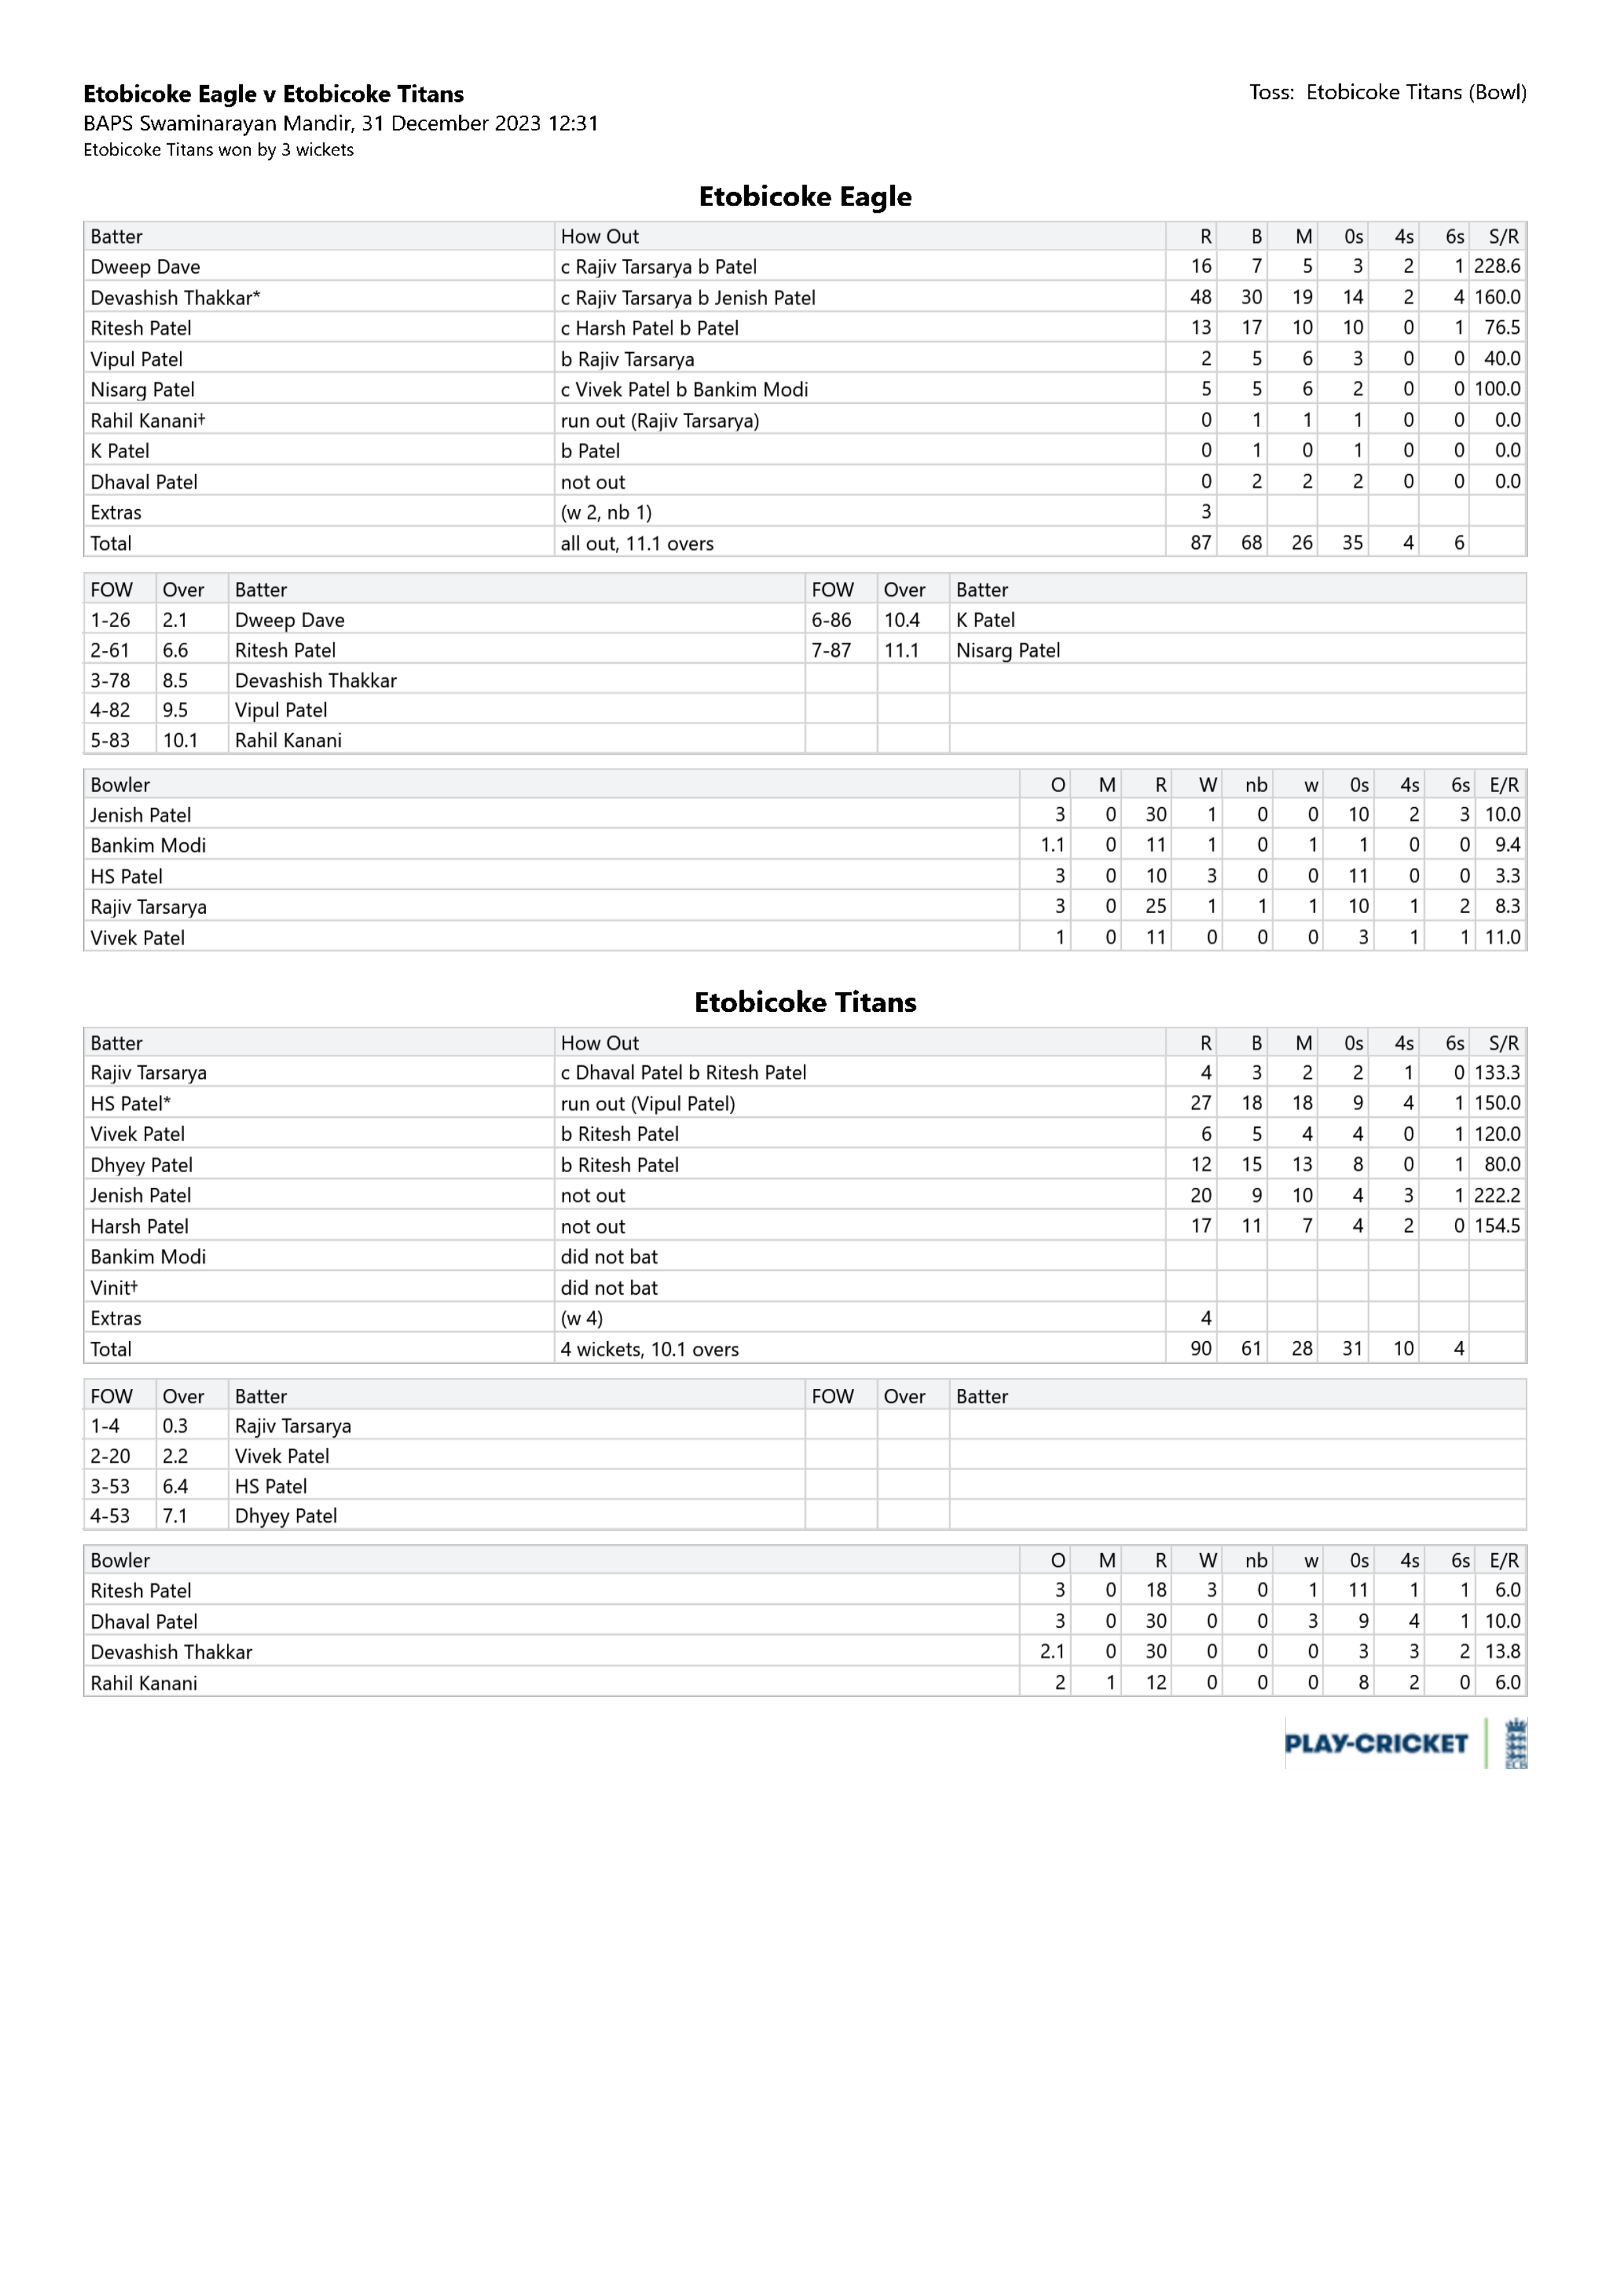 Etobicoke Eagle v Etobicoke Titans Toss: Etobicoke Titans (Bowl)
BAPS Swaminarayan Mandir, 31 December 2023 12:31
Etobicoke Titans won by 3 wickets
Etobicoke Eagle
Batter How Out R B M 0s 4s 6s S/R
Dweep Dave c Rajiv Tarsarya b Patel 16 7 5 3 2 1 228.6
Devashish Thakkar* c Rajiv Tarsarya b Jenish Patel 48 30 19 14 2 4 160.0
Ritesh Patel c Harsh Patel b Patel 13 17 10 10 0 1 76.5
Vipul Patel b Rajiv Tarsarya 2 5 6 3 0 0 40.0
Nisarg Patel c Vivek Patel b Bankim Modi 5 5 6 2 0 0 100.0
Rahil Kanani† run out (Rajiv Tarsarya) 0 1 1 1 0 0 0.0
K Patel b Patel 0 1 0 1 0 0 0.0
Dhaval Patel not out 0 2 2 2 0 0 0.0
Extras (w 2, nb 1) 3
Total all out, 11.1 overs 87 68 26 35 4 6
FOW Over Batter FOW Over Batter
1-26 2.1 Dweep Dave 6-86 10.4 K Patel
2-61 6.6 Ritesh Patel 7-87 11.1 Nisarg Patel
3-78 8.5 Devashish Thakkar
4-82 9.5 Vipul Patel
5-83 10.1 Rahil Kanani
Bowler O M R W nb w 0s 4s 6s E/R
Jenish Patel 3 0 30 1 0 0 10 2 3 10.0
Bankim Modi 1.1 0 11 1 0 1 1 0 0 9.4
HS Patel 3 0 10 3 0 0 11 0 0 3.3
Rajiv Tarsarya 3 0 25 1 1 1 10 1 2 8.3
Vivek Patel 1 0 11 0 0 0 3 1 1 11.0
Etobicoke Titans
Batter How Out R B M 0s 4s 6s S/R
Rajiv Tarsarya c Dhaval Patel b Ritesh Patel 4 3 2 2 1 0 133.3
HS Patel* run out (Vipul Patel) 27 18 18 9 4 1 150.0
Vivek Patel b Ritesh Patel 6 5 4 4 0 1 120.0
Dhyey Patel b Ritesh Patel 12 15 13 8 0 1 80.0
Jenish Patel not out 20 9 10 4 3 1 222.2
Harsh Patel not out 17 11 7 4 2 0 154.5
Bankim Modi did not bat
Vinit† did not bat
Extras (w 4) 4
Total 4 wickets, 10.1 overs 90 61 28 31 10 4
FOW Over Batter FOW Over Batter
1-4 0.3 Rajiv Tarsarya
2-20 2.2 Vivek Patel
3-53 6.4 HS Patel
4-53 7.1 Dhyey Patel
Bowler O M R W nb w 0s 4s 6s E/R
Ritesh Patel 3 0 18 3 0 1 11 1 1 6.0
Dhaval Patel 3 0 30 0 0 3 9 4 1 10.0
Devashish Thakkar 2.1 0 30 0 0 0 3 3 2 13.8
Rahil Kanani 2 1 12 0 0 0 8 2 0 6.0
PLAY-CRICKET
ECB